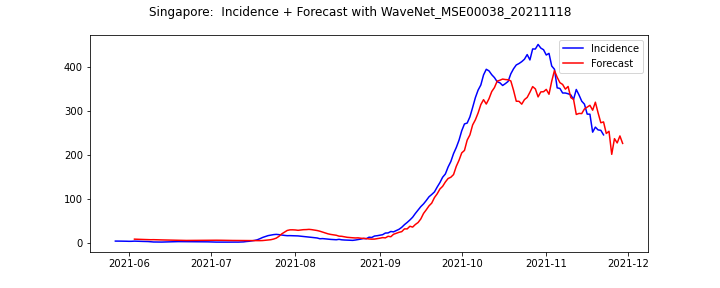 Singapore:  Incidence + Forecast with WaveNet_MSE00038_20211118
Incidence
Forecast
400
300
200
100
0
2021-06 2021-07 2021-08 2021-09 2021-10 2021-11 2021-12